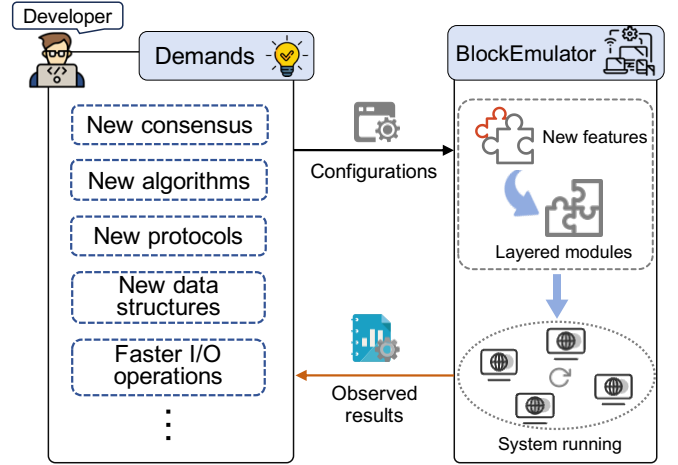 Developer
Demands
New consensus
New algorithms
New protocols
New data
structures
Faster I/O
operations
Configurations
Observed
results
BlockEmulator
New features
Layered modules
System running